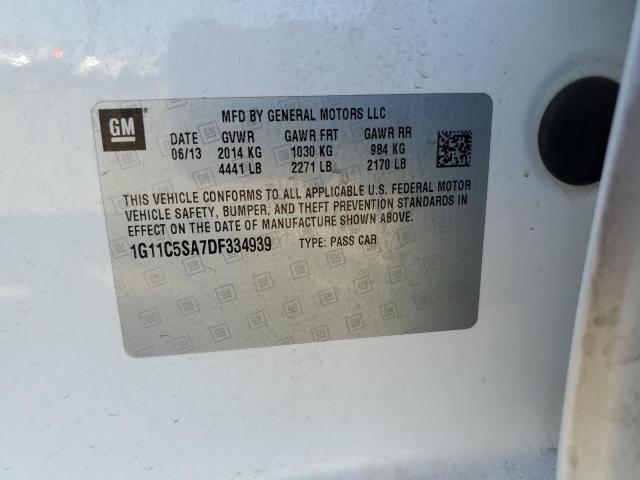 GM
MFD BY GENERAL MOTORS LLC
DATE GVWR GAWR FRT GAWR RR
06/13 2014 KG 1030 KG 984 KG
4441 LB 2271 LB 2170 LB
THIS VEHICLE CONFORMS TO ALL APPLICABLE U.S. FEDERAL MOTOR
VEHICLE SAFETY, BUMPER, AND THEFT PREVENTION STANDARDS IN
EFFECT ON THE DATE OF MANUFACTURE SHOWN ABOVE.
1G11C5SA7DF334939 TYPE: PASS CAR